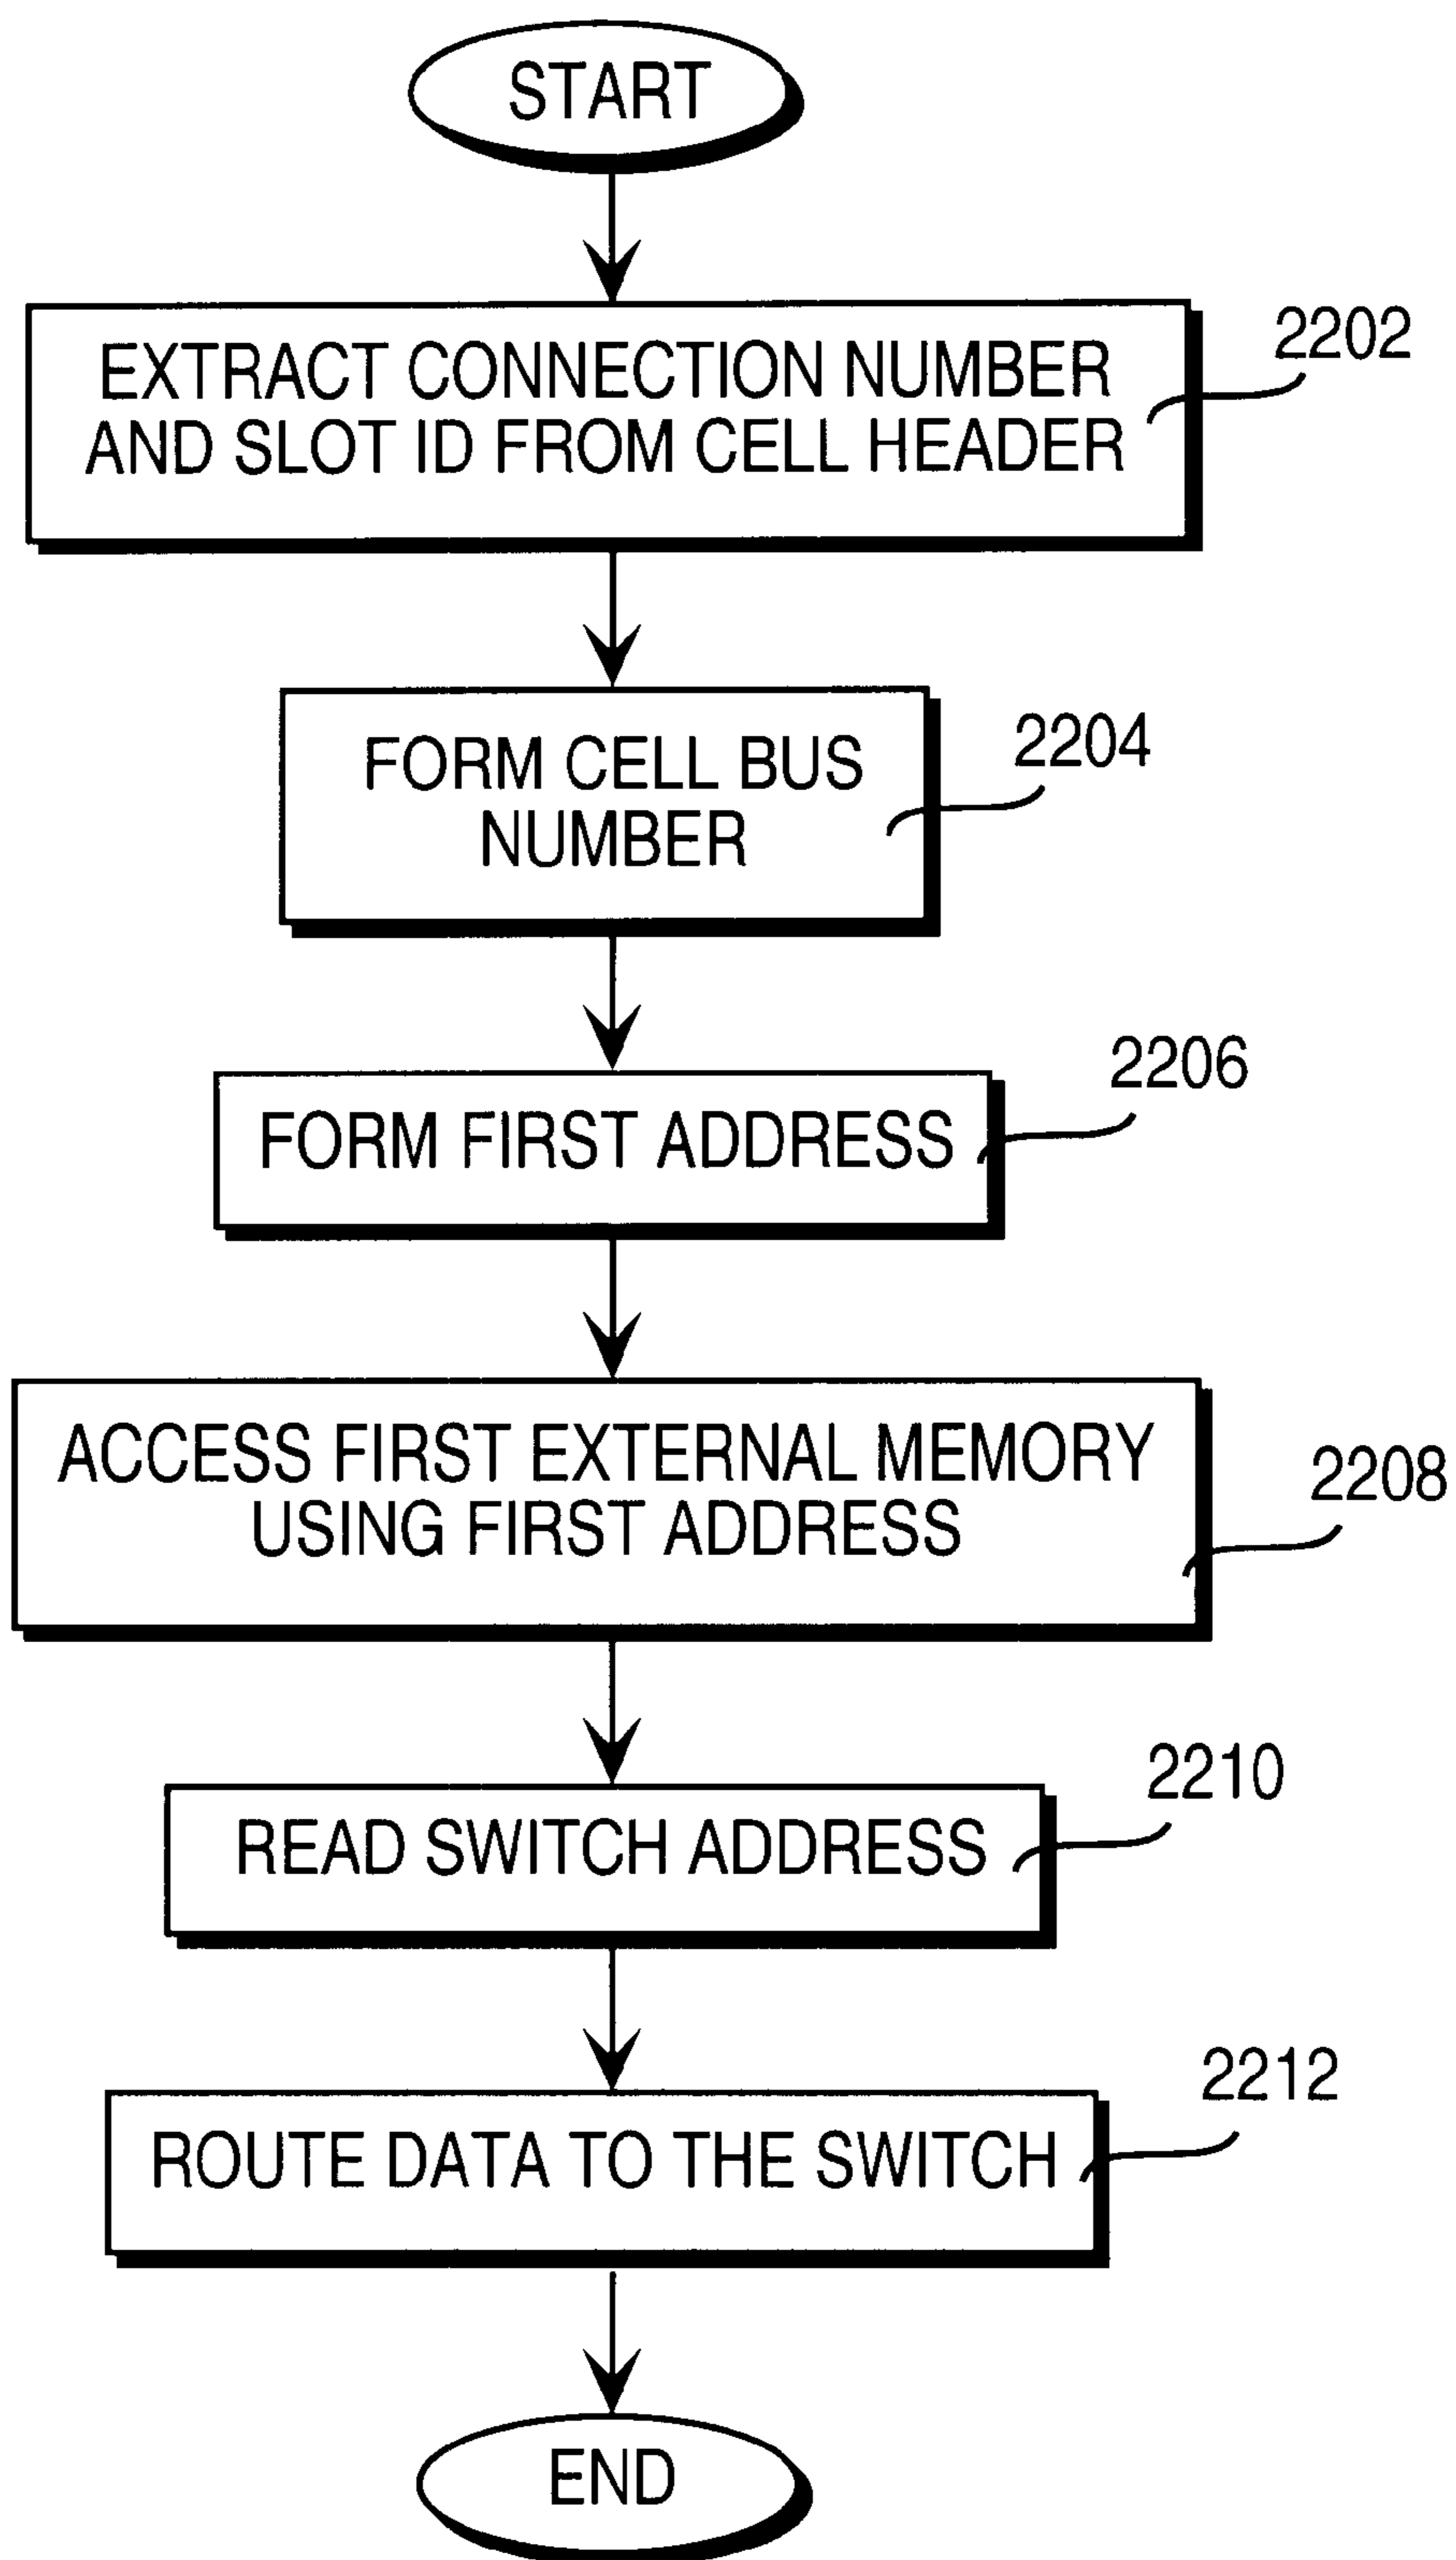 START
EXTRACT CONNECTION NUMBER
AND SLOT ID FROM CELL HEADER
2202
FORM CELL BUS
NUMBER
2204
FORM FIRST ADDRESS
2206
ACCESS FIRST EXTERNAL MEMORY
USING FIRST ADDRESS
2208
READ SWITCH ADDRESS
2210
ROUTE DATA TO THE SWITCH
2212
END